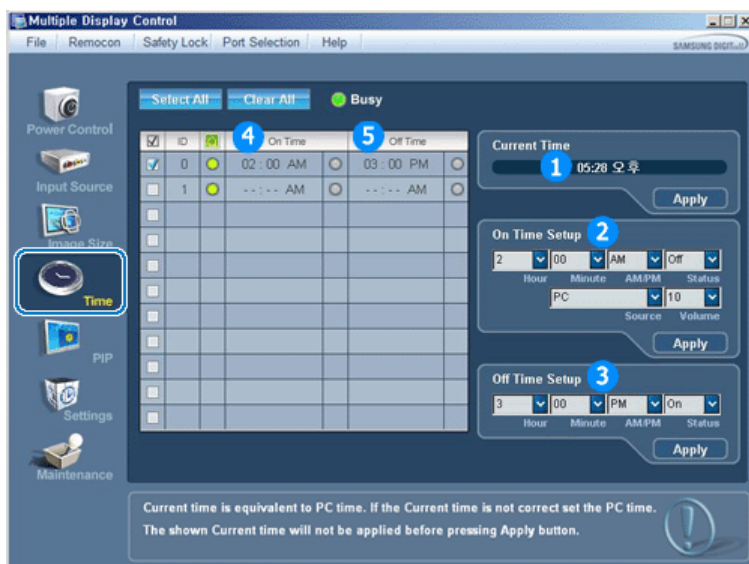 Multiple Display Control
File Remocon Safety Lock Port Selection Help
SAMSUNG DIGITall
Select All Clear All Busy
Power Control
Input Source
Image Size
Time
PIP
Settings
Maintenance
ID 4 On Time 5 Off Time
0 02 : 00 AM 03 : 00 PM
1 - - : - - AM - - : - - AM
Current Time
1 05:28 오후
Apply
On Time Setup 2
2 00 AM Off
Hour Minute AM/PM Status
PC 10
Source Volume
Apply
Off Time Setup 3
3 00 PM On
Hour Minute AM/PM Status
Apply
Current time is equivalent to PC time. If the Current time is not correct set the PC time.
The shown Current time will not be applied before pressing Apply button.